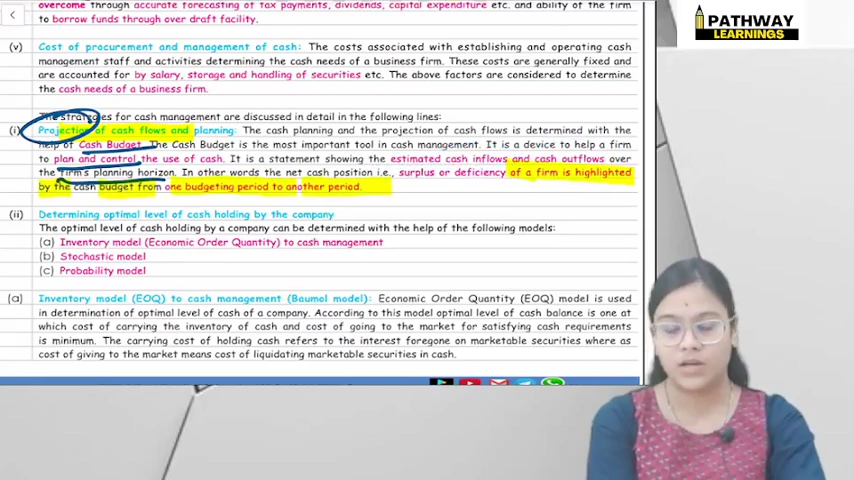 overcome through accurate forecasting of tax payments, dividends, capital expenditure etc. and ability of the firm
to borrow funds through over draft facility.
(v) Cost of procurement and management of cash: The costs associated with establishing and operating cash
management staff and activities determining the cash needs of a business firm. These costs are generally fixed and
are accounted for by salary, storage and handling of securities etc. The above factors are considered to determine
the cash needs of a business firm.
The strategies for cash management are discussed in detail in the following lines:
(i) Projection of cash flows and planning: The cash planning and the projection of cash flows is determined with the
help of Cash Budget. The Cash Budget is the most important tool in cash management. It is a device to help a firm
to plan and control the use of cash. It is a statement showing the estimated cash inflows and cash outflows over
the firm's planning horizon. In other words the net cash position i.e., surplus or deficiency of a firm is highlighted
by the cash budget from one budgeting period to another period.
(ii) Determining optimal level of cash holding by the company
The optimal level of cash holding by a company can be determined with the help of the following models:
(a) Inventory model (Economic Order Quantity) to cash management
(b) Stochastic model
(c) Probability model
(a) Inventory model (EOQ) to cash management (Baumol model): Economic Order Quantity (EOQ) model is used
in determination of optimal level of cash of a company. According to this model optimal level of cash balance is one at
which cost of carrying the inventory of cash and cost of going to the market for satisfying cash requirements
is minimum. The carrying cost of holding cash refers to the interest foregone on marketable securities where as
cost of giving to the market means cost of liquidating marketable securities in cash.
PATHWAY
LEARNINGS